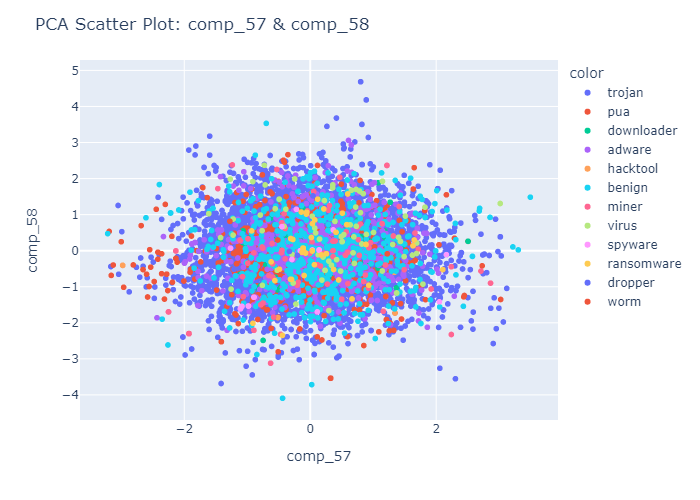 PCA Scatter Plot: comp_57 & comp_58
color
trojan
pua
downloader
adware
hacktool
benign
miner
virus
spyware
ransomware
dropper
worm
5
4
3
2
1
0
−1
−2
−3
−4
comp_58
−2
0
2
comp_57